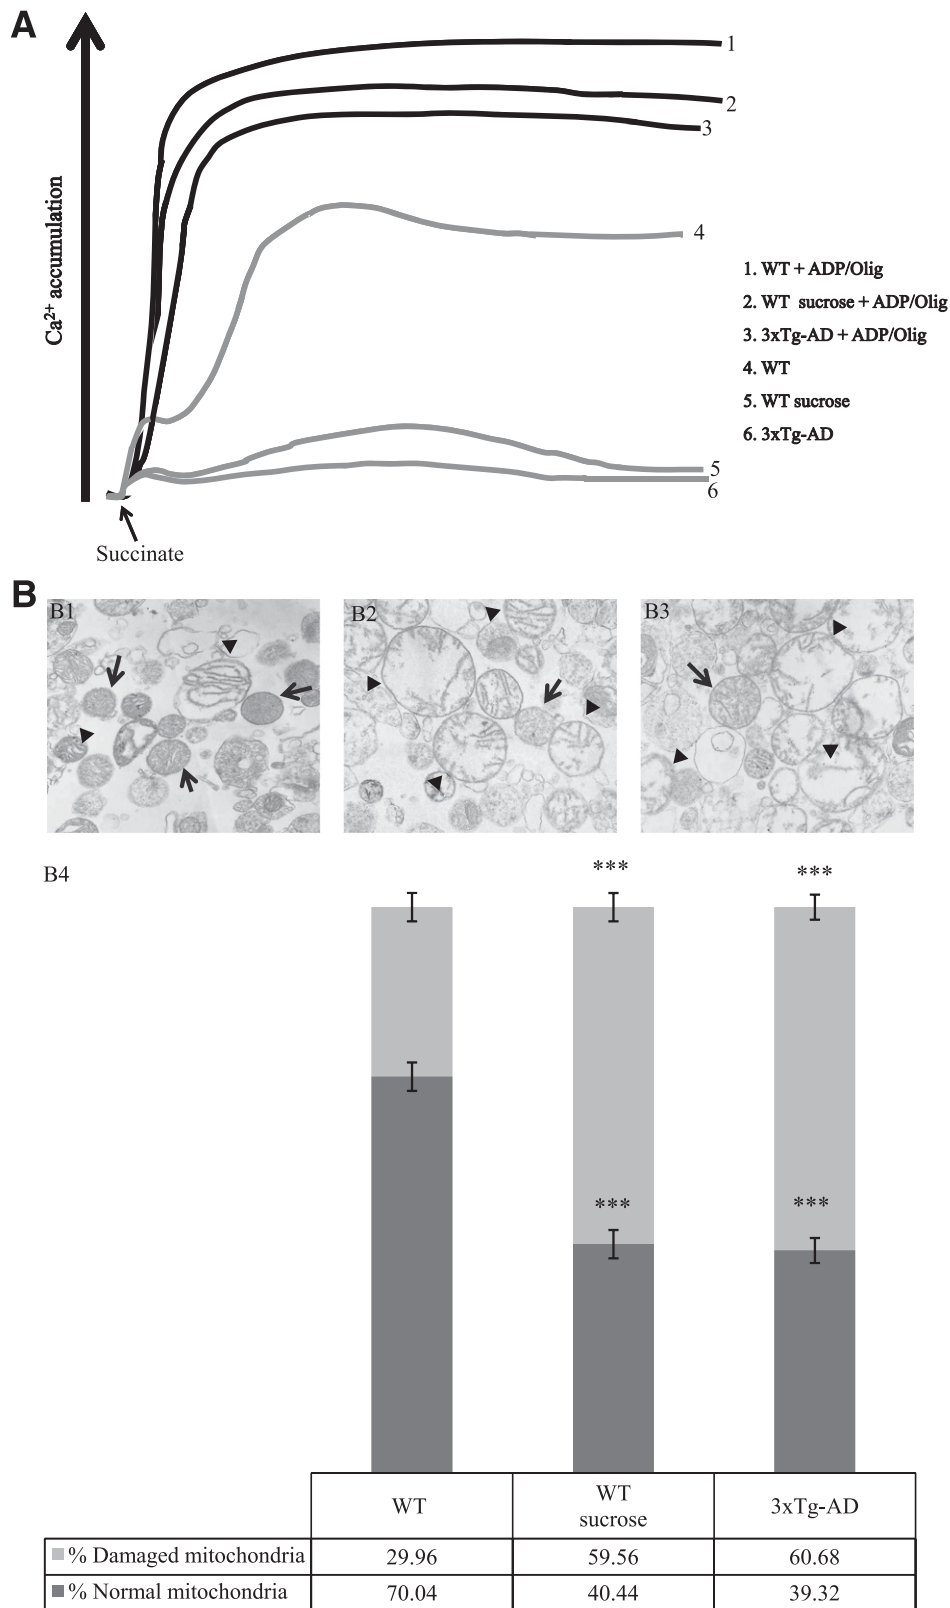 A
Ca2+ accumulation
1
2
3
4
5
6
1. WT + ADP/Olig
2. WT sucrose + ADP/Olig
3. 3xTg-AD + ADP/Olig
4. WT
5. WT sucrose
6. 3xTg-AD
Succinate
B
B1
B2
B3
B4
*** ***
*** ***
WT
WT
sucrose
3xTg-AD
% Damaged mitochondria 29.96 59.56 60.68
% Normal mitochondria 70.04 40.44 39.32